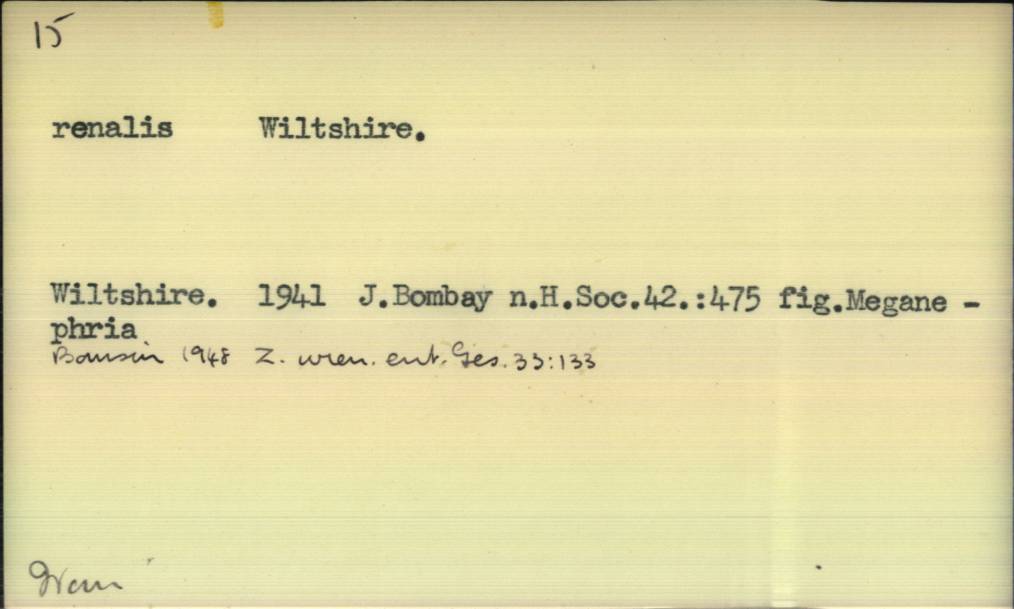 15
renalis Wiltshire.
Wiltshire. 1941 J.Bombay n.H.Soc.42.:475 fig.Megane -
phria
Boursin 1948 Z. wien. ent. Ges. 33:133